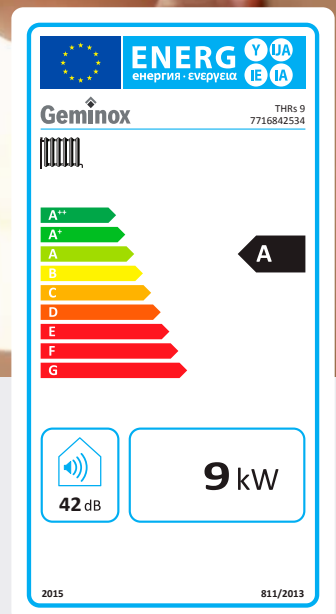 ENERG
енергия · ενεργεια
Y IJA
IE IA
Geminox
THRs 9
7716842534
A++
A+
A
B
C
D
E
F
G
A
42 dB
9 kW
2015
811/2013